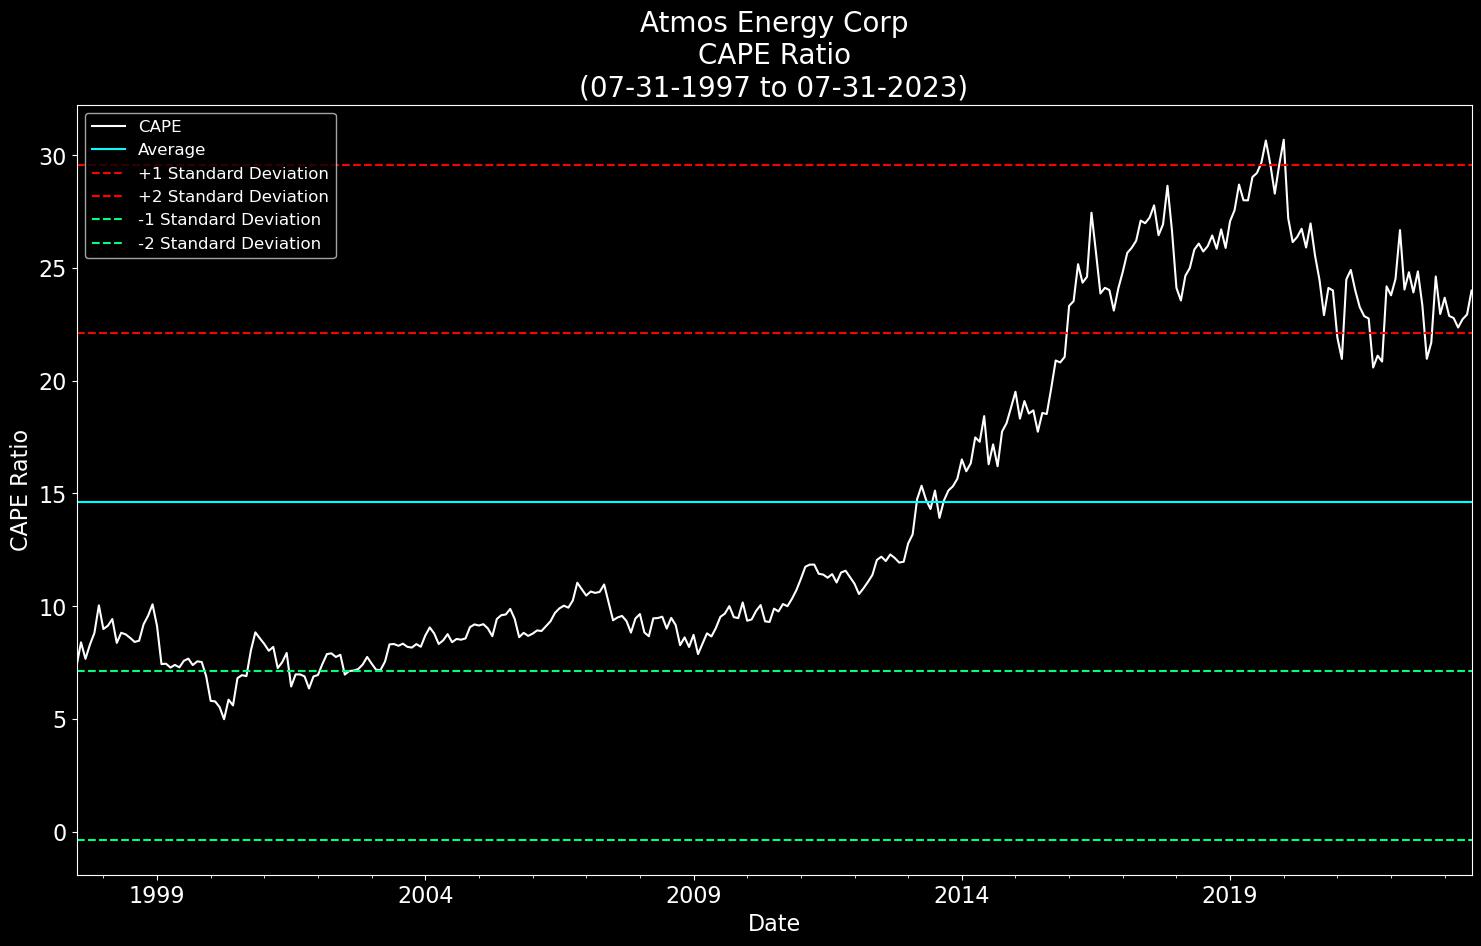 Atmos Energy Corp
CAPE Ratio
(07-31-1997 to 07-31-2023)
CAPE
Average
+1 Standard Deviation
+2 Standard Deviation
-1 Standard Deviation
-2 Standard Deviation
30
25
20
15
10
5
0
CAPE Ratio
1999
2004
2009
2014
2019
Date